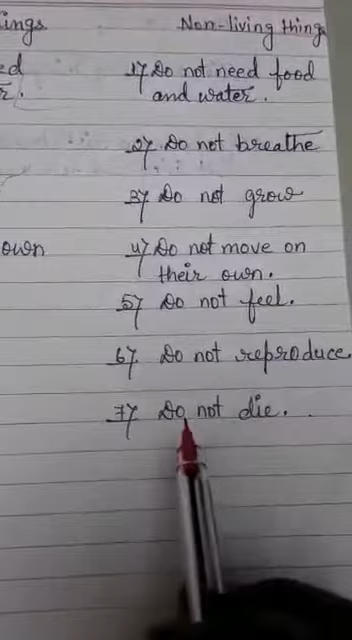 ings Non-living things
ed 1) Do not need food
r. and water.
2) Do not breathe
3) Do not grow
own 4) Do not move on
their own.
5) Do not feel.
6) Do not reproduce
7) Do not die.